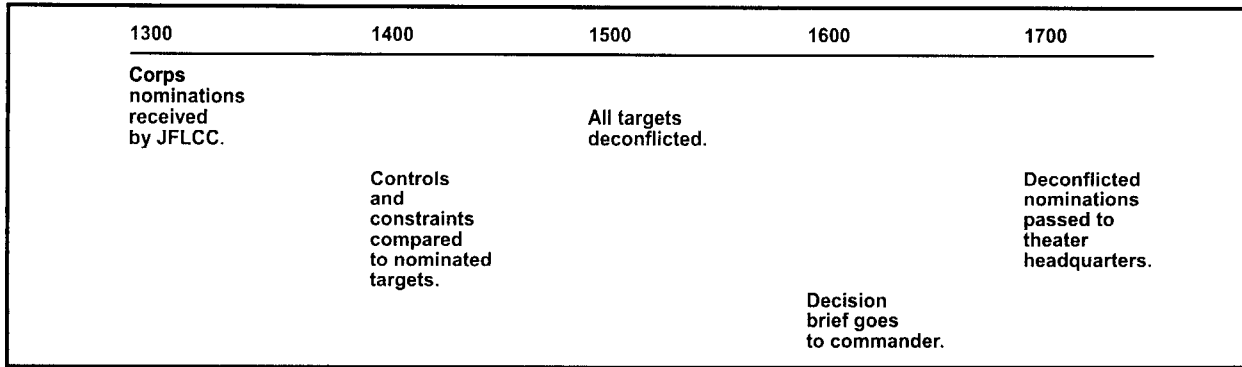 1300 1400 1500 1600 1700
Corps
nominations
received
by JFLCC.
Controls
and
constraints
compared
to nominated
targets.
All targets
deconflicted.
Decision
brief goes
to commander.
Deconflicted
nominations
passed to
theater
headquarters.